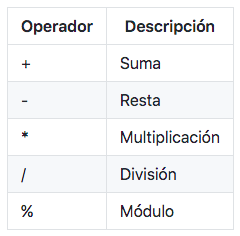 Operador Descripción
+ Suma
- Resta
* Multiplicación
/ División
% Módulo